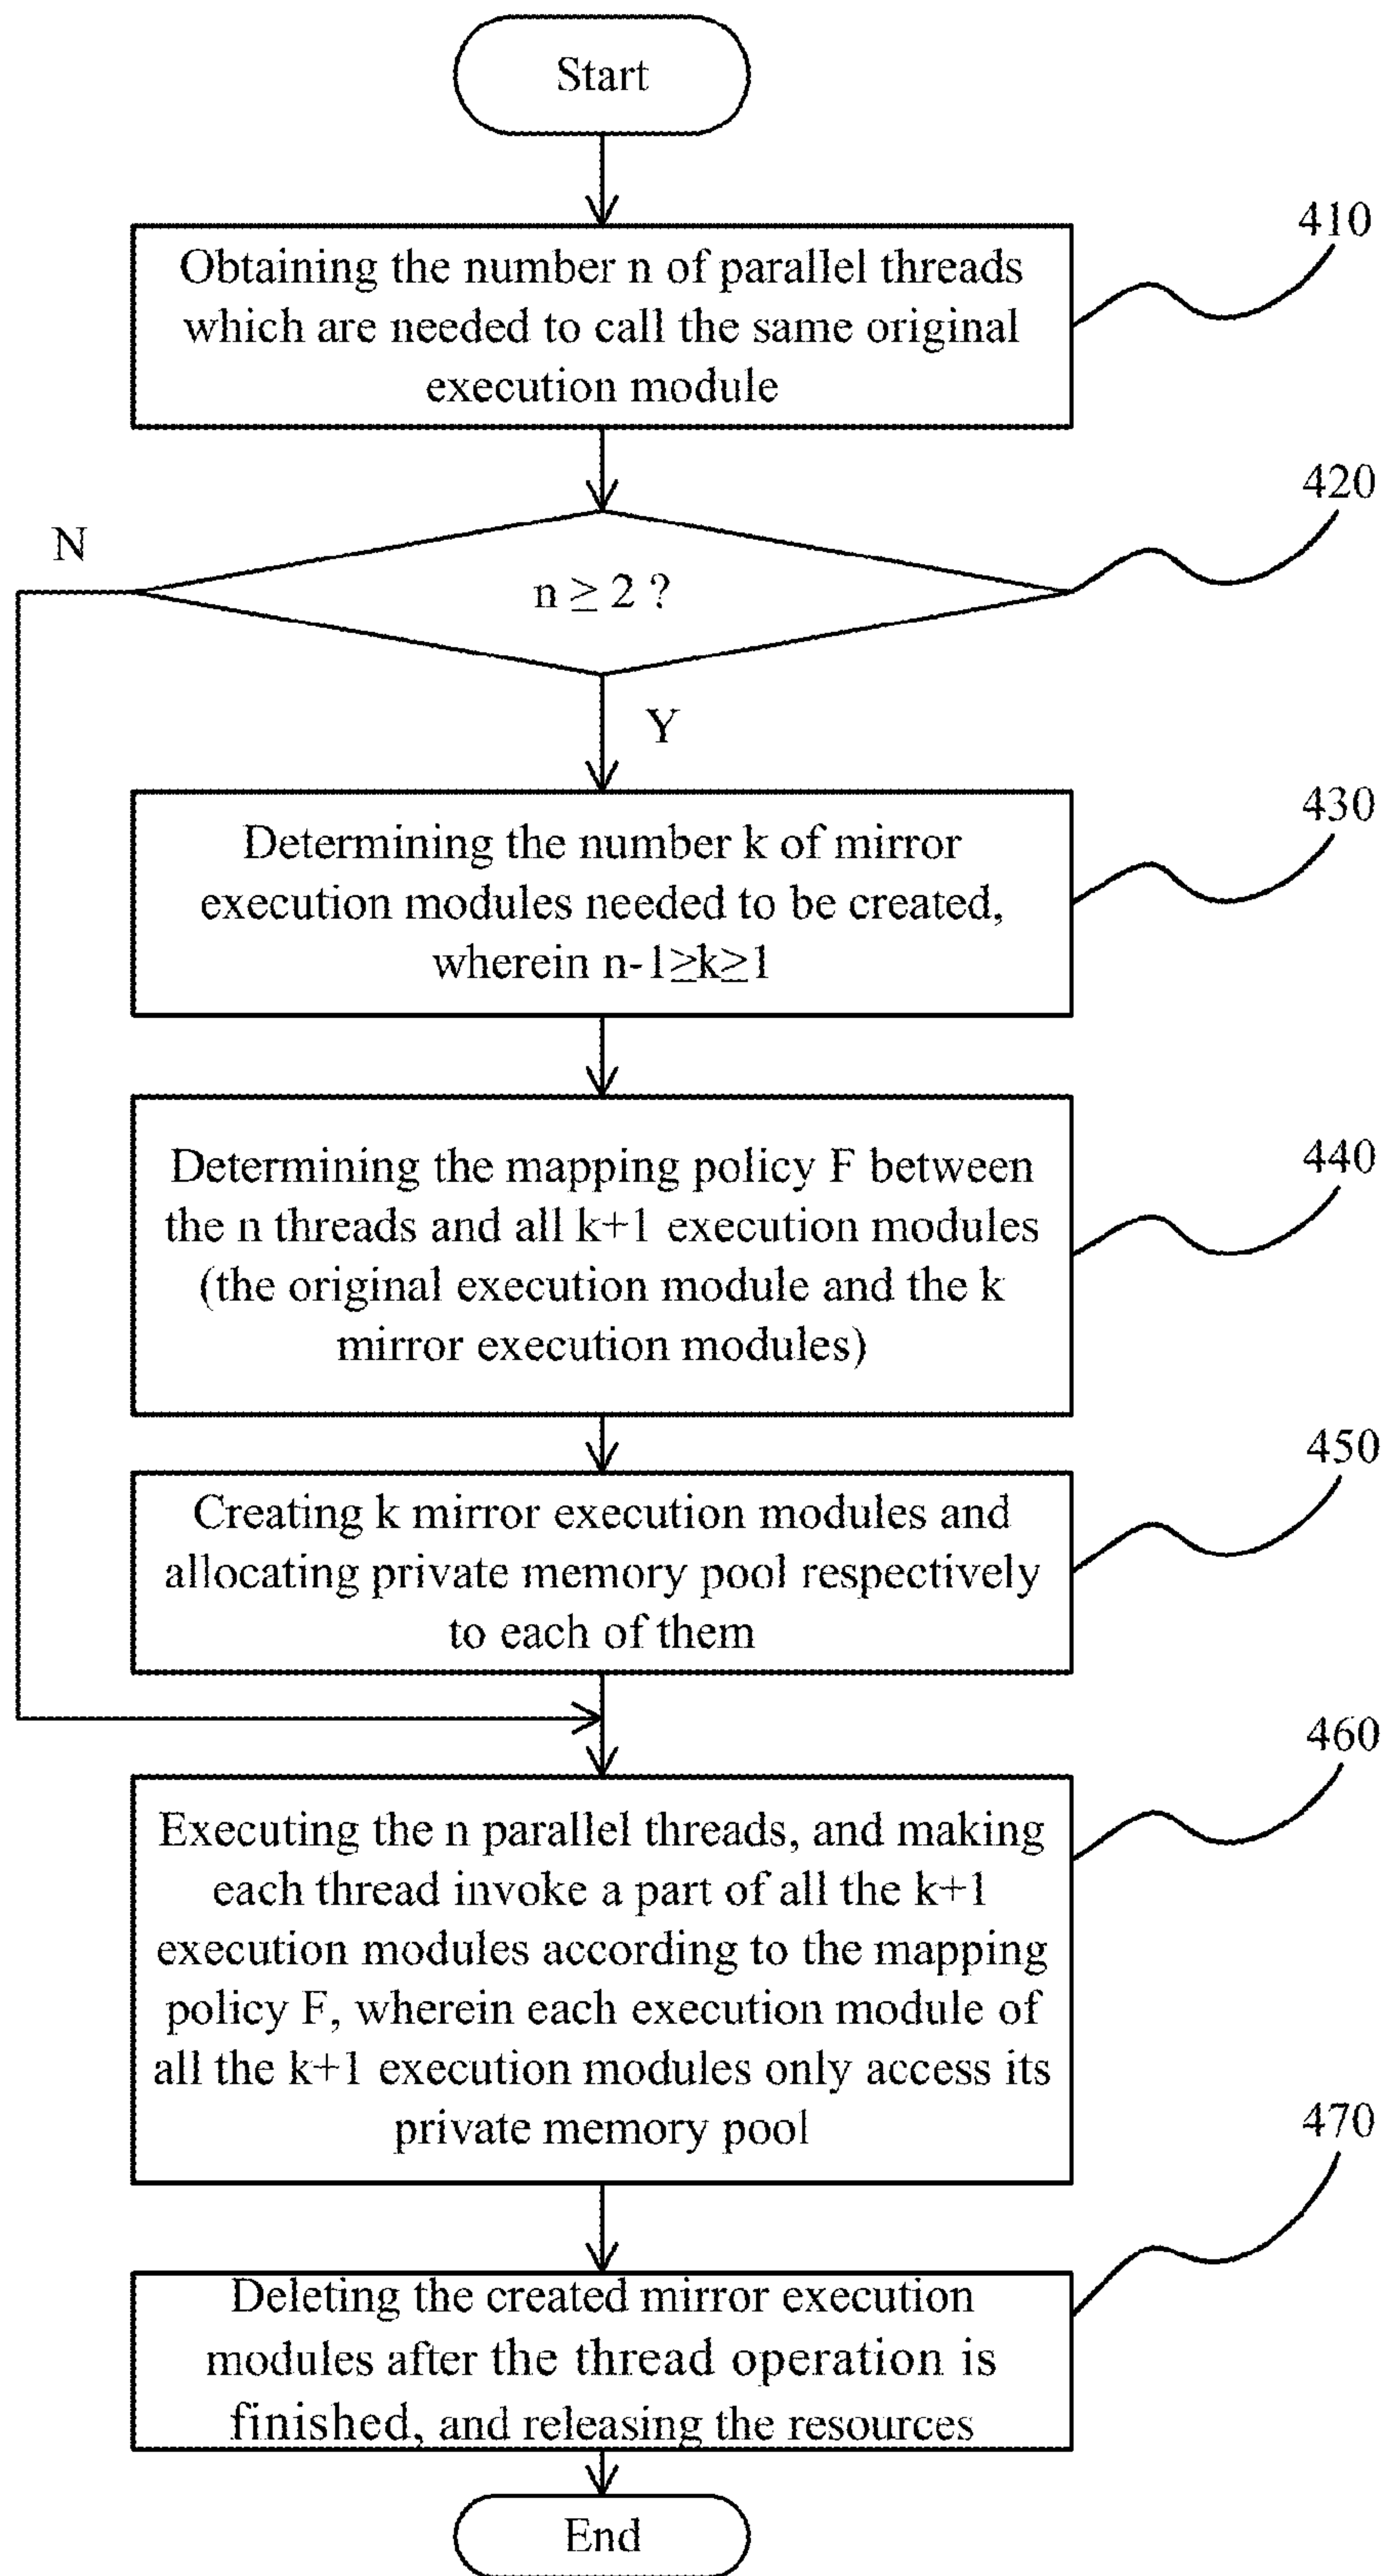 Start
410
Obtaining the number n of parallel threads
which are needed to call the same original
execution module
420
N
n ≥ 2 ?
Y
430
Determining the number k of mirror
execution modules needed to be created,
wherein n-1≥k≥1
440
Determining the mapping policy F between
the n threads and all k+1 execution modules
(the original execution module and the k
mirror execution modules)
450
Creating k mirror execution modules and
allocating private memory pool respectively
to each of them
460
Executing the n parallel threads, and making
each thread invoke a part of all the k+1
execution modules according to the mapping
policy F, wherein each execution module of
all the k+1 execution modules only access its
private memory pool
470
Deleting the created mirror execution
modules after the thread operation is
finished, and releasing the resources
End